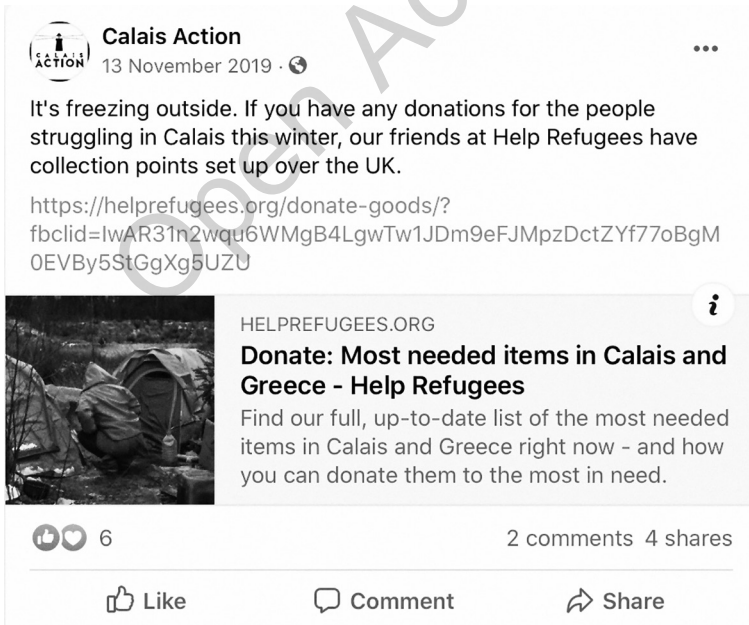 CALAIS
ACTION
Calais Action
13 November 2019 ·
It's freezing outside. If you have any donations for the people
struggling in Calais this winter, our friends at Help Refugees have
collection points set up over the UK.
https://helprefugees.org/donate-goods/?
fbclid=IwAR31n2wqu6WMgB4LgwTw1JDm9eFJMpzDctZYf77oBgM
0EVBy5StGgXg5UZU
i
HELPREFUGEES.ORG
Donate: Most needed items in Calais and
Greece - Help Refugees
Find our full, up-to-date list of the most needed
items in Calais and Greece right now - and how
you can donate them to the most in need.
6
2 comments 4 shares
Like
Comment
Share
Open Ac